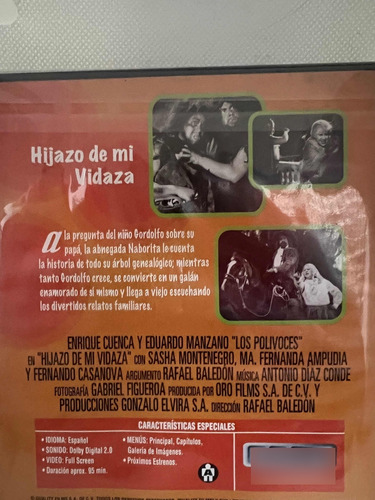 Hijazo de mi
Vidaza
a la pregunta del niño Gordolfo sobre su
papá, la abnegada Naborita le cuenta
la historia de todo su árbol genealógico; mientras
tanto Gordolfo crece, se convierte en un galán
enamorado de si mismo y llega a viejo escuchando
los divertidos relatos familiares.
ENRIQUE CUENCA Y EDUARDO MANZANO "LOS POLIVOCES"
EN "HIJAZO DE MI VIDAZA" CON SASHA MONTENEGRO, MA. FERNANDA AMPUDIA
Y FERNANDO CASANOVA ARGUMENTO RAFAEL BALEDÓN MÚSICA ANTONIO DÍAZ CONDE
FOTOGRAFÍA GABRIEL FIGUEROA PRODUCIDA POR ORO FILMS S.A. DE C.V. Y
PRODUCCIONES GONZALO ELVIRA S.A. DIRECCIÓN RAFAEL BALEDÓN
CARACTERÍSTICAS ESPECIALES
• IDIOMA: Español
• SONIDO: Dolby Digital 2.0
• VIDEO: Full Screen
• Duración aprox. 95 min.
• MENÚS: Principal, Capítulos,
Galería de Imágenes.
• Próximos Estrenos.
A